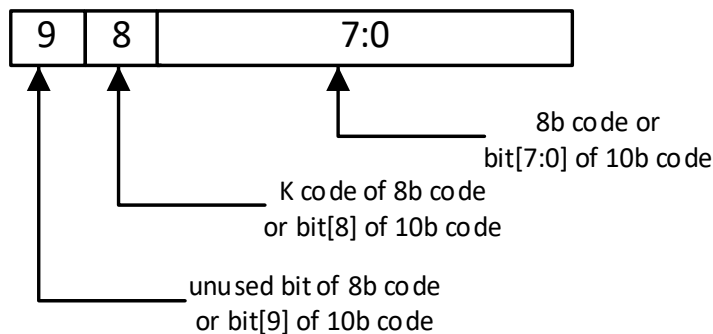 9 8 7:0
8b code or
bit[7:0] of 10b code
K code of 8b code
or bit[8] of 10b code
unused bit of 8b code
or bit[9] of 10b code